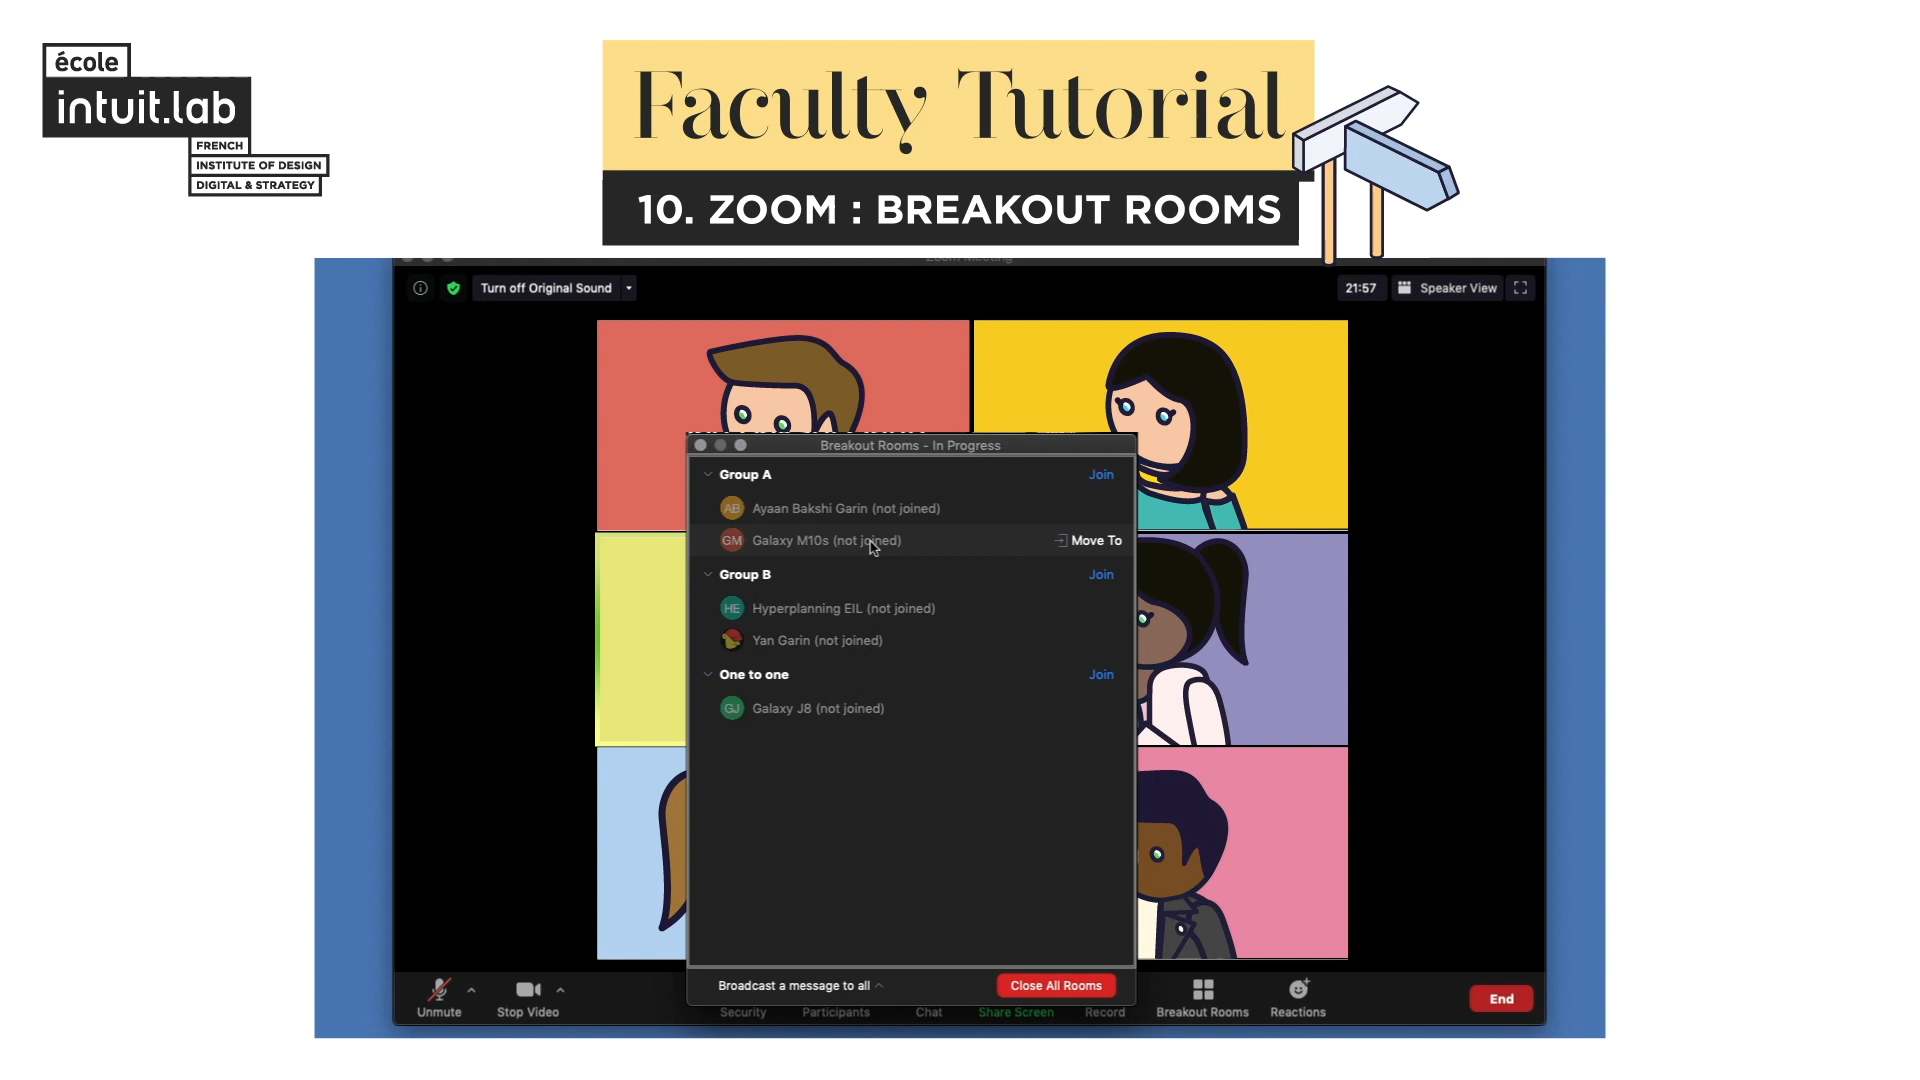 école
intuit.lab
FRENCH
INSTITUTE OF DESIGN
DIGITAL & STRATEGY
Faculty Tutorial
10. ZOOM : BREAKOUT ROOMS
Zoom Meeting
Turn off Original Sound
21:57
Speaker View
Breakout Rooms - In Progress
Group A
Join
AB Ayaan Bakshi Garin (not joined)
GM Galaxy M10s (not joined)
Move To
Group B
Join
HE Hyperplanning EIL (not joined)
Yan Garin (not joined)
One to one
Join
GJ Galaxy J8 (not joined)
Broadcast a message to all
Close All Rooms
Unmute
Stop Video
Security
Participants
Chat
Share Screen
Record
Breakout Rooms
Reactions
End